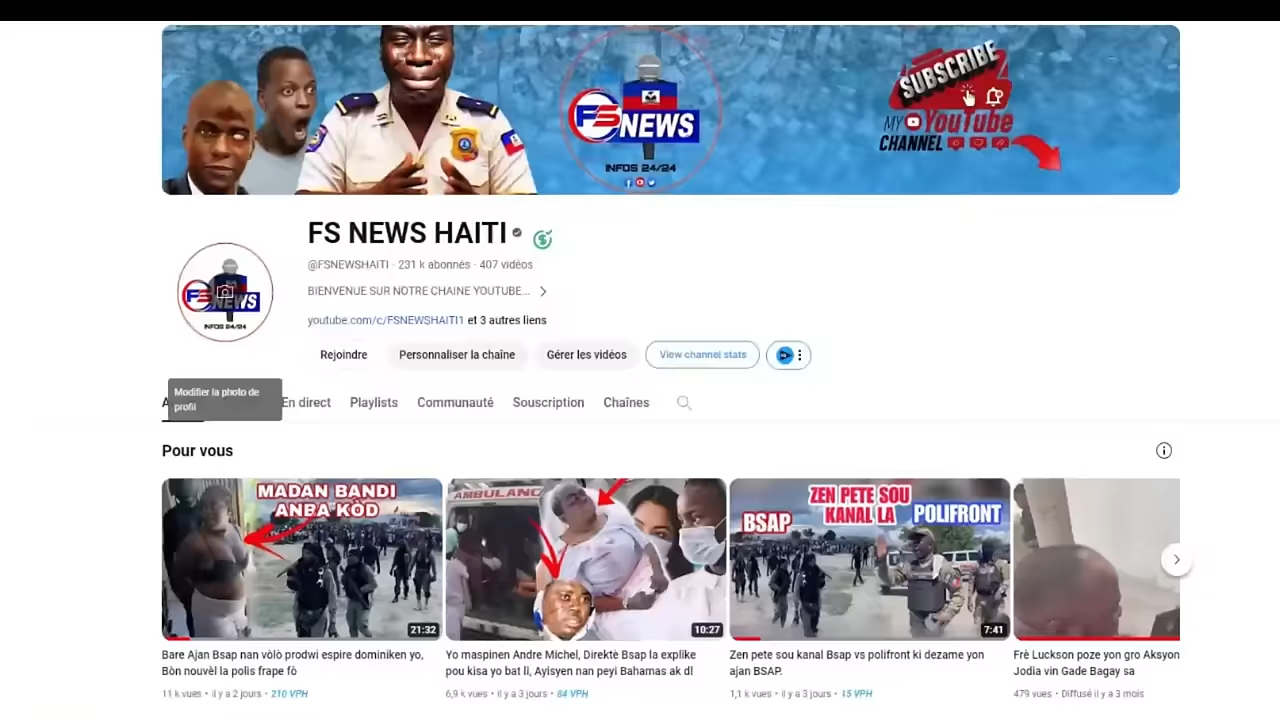 SUBSCRIBE
MY YouTube
CHANNEL
FS NEWS
INFOS 24/24
FS NEWS HAITI
@FSNEWSHAITI · 231 k abonnés · 407 vidéos
BIENVENUE SUR NOTRE CHAINE YOUTUBE...
youtube.com/c/FSNEWSHAITI1 et 3 autres liens
FS NEWS
INFOS 24/24
Rejoindre Personnaliser la chaîne Gérer les vidéos View channel stats
Modifier la photo de
profil
A En direct Playlists Communauté Souscription Chaînes
Pour vous
MADAN BANDI
ANBA KÒD
21:32
AMBULANC
10:27
ZEN PETE SOU
KANAL LA
BSAP
POLIFRONT
7:41
Bare Ajan Bsap nan vòlò prodwi espire dominiken yo,
Bòn nouvèl la polis frape fò
11 k vues • il y a 2 jours • 210 VPH
Yo maspinen Andre Michel, Direktè Bsap la explike
pou kisa yo bat li, Ayisyen nan peyi Bahamas ak dl
6,9 k vues • il y a 3 jours • 84 VPH
Zen pete sou kanal Bsap vs polifront ki dezame yon
ajan BSAP.
1,1 k vues • il y a 3 jours • 15 VPH
Frè Luckson poze yon gro Aksyon
Jodia vin Gade Bagay sa
479 vues • Diffusé il y a 3 mois